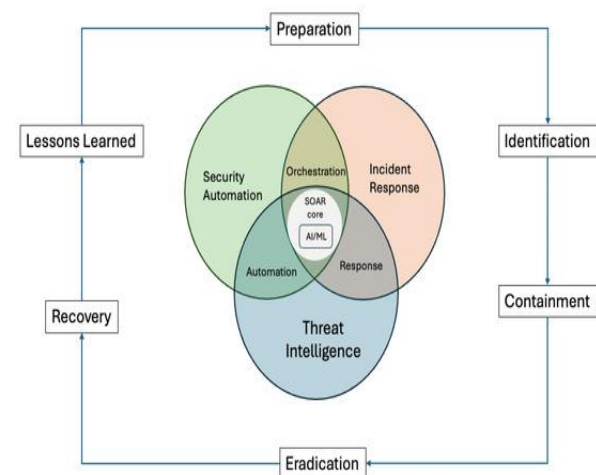 Preparation
Lessons Learned
Identification
Security
Automation
Orchestration
Incident
Response
SOAR
core
AI/ML
Automation
Response
Recovery
Containment
Threat
Intelligence
Eradication